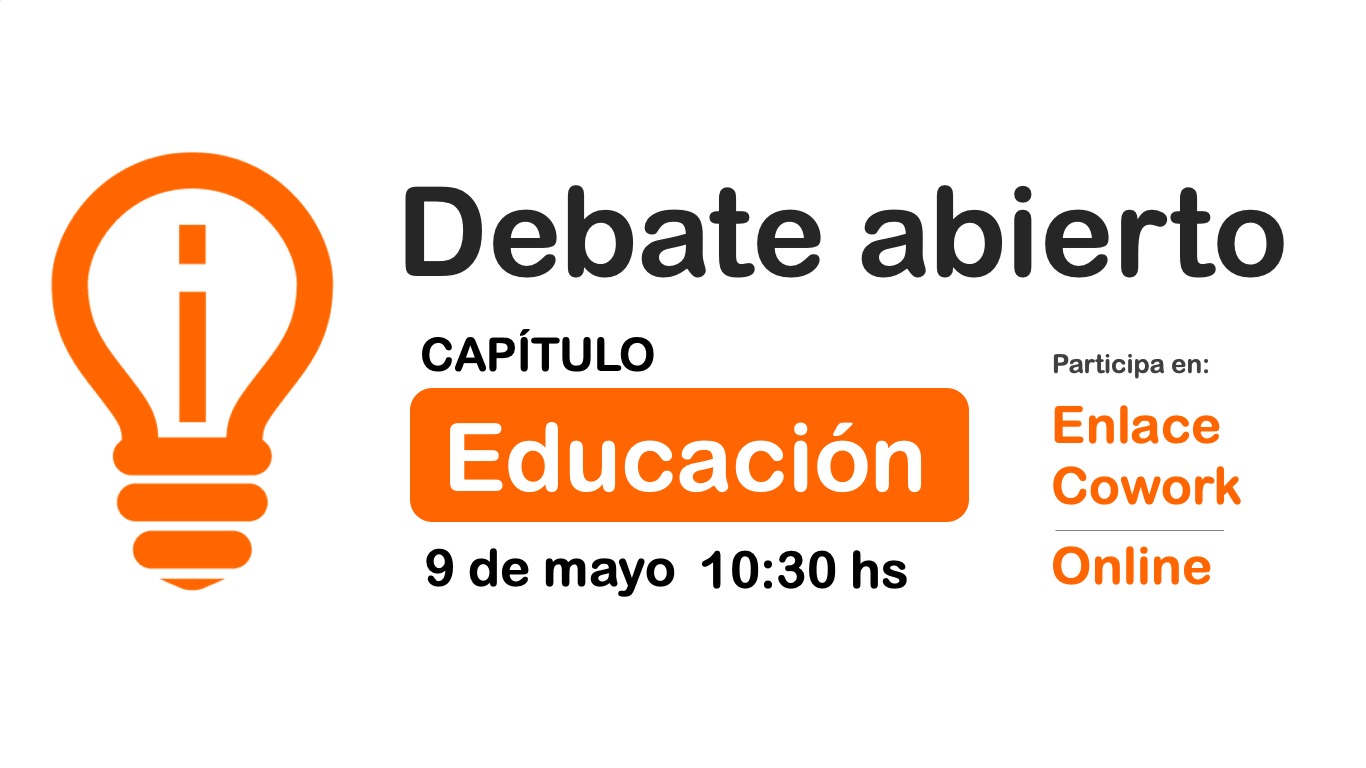 Debate abierto
CAPÍTULO
Educación
9 de mayo 10:30 hs
Participa en:
Enlace
Cowork
Online